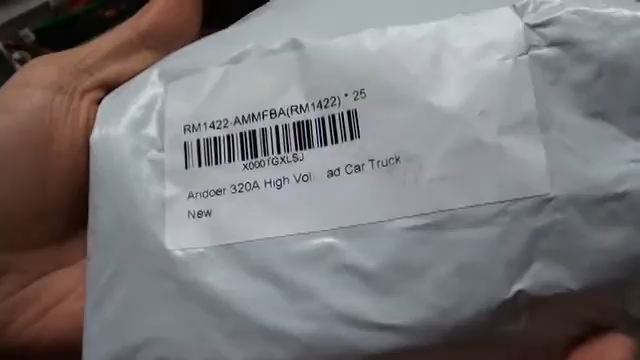 RM1422-AMMFBA(RM1422) * 25
X000TGXLSJ
Andoer 320A High Vol ad Car Truck
New